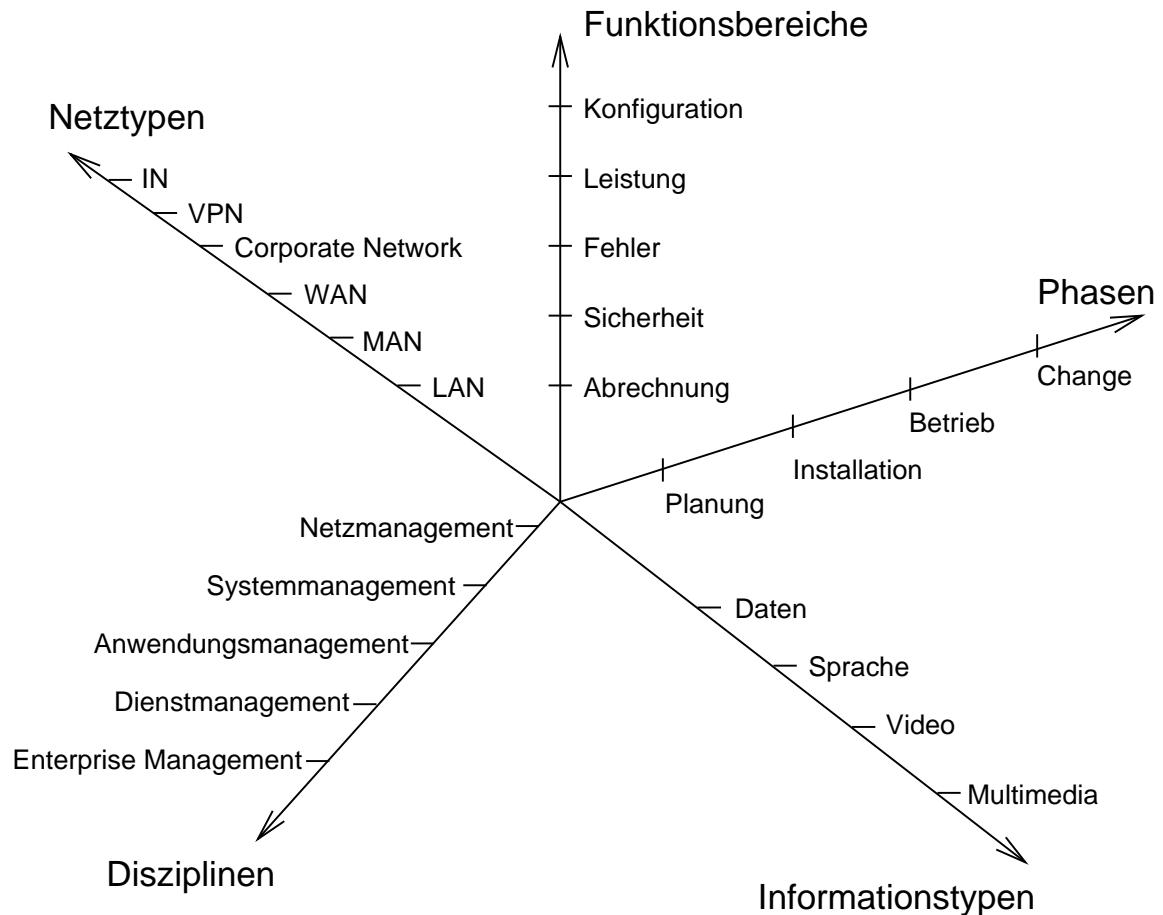 Funktionsbereiche
Konfiguration
Leistung
Fehler
Sicherheit
Abrechnung
Netztypen
IN
VPN
Corporate Network
WAN
MAN
LAN
Phasen
Change
Betrieb
Installation
Planung
Netzmanagement
Systemmanagement
Anwendungsmanagement
Dienstmanagement
Enterprise Management
Disziplinen
Daten
Sprache
Video
Multimedia
Informationstypen